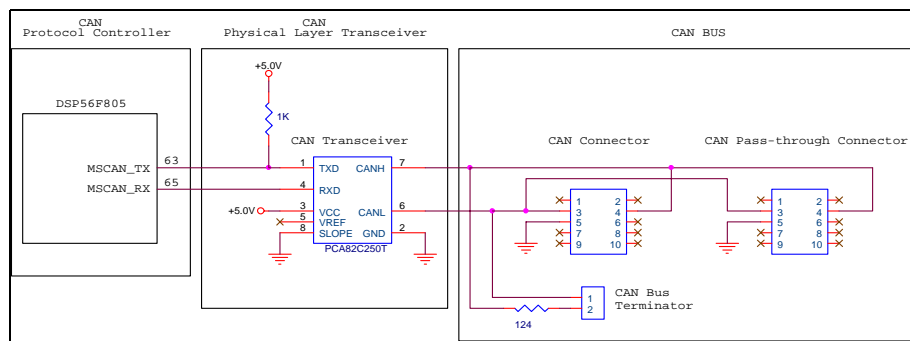 CAN
Protocol Controller
CAN
Physical Layer Transceiver
CAN BUS
+5.0V
1K
DSP56F805
MSCAN_TX
63
MSCAN_RX
65
CAN Transceiver
1
TXD
CANH
7
4
RXD
+5.0V
3
VCC
CANL
6
5
VREF
8
SLOPE
GND
2
PCA82C250T
CAN Connector
1 2
3 4
5 6
7 8
9 10
CAN Pass-through Connector
1 2
3 4
5 6
7 8
9 10
124
1
2
CAN Bus
Terminator